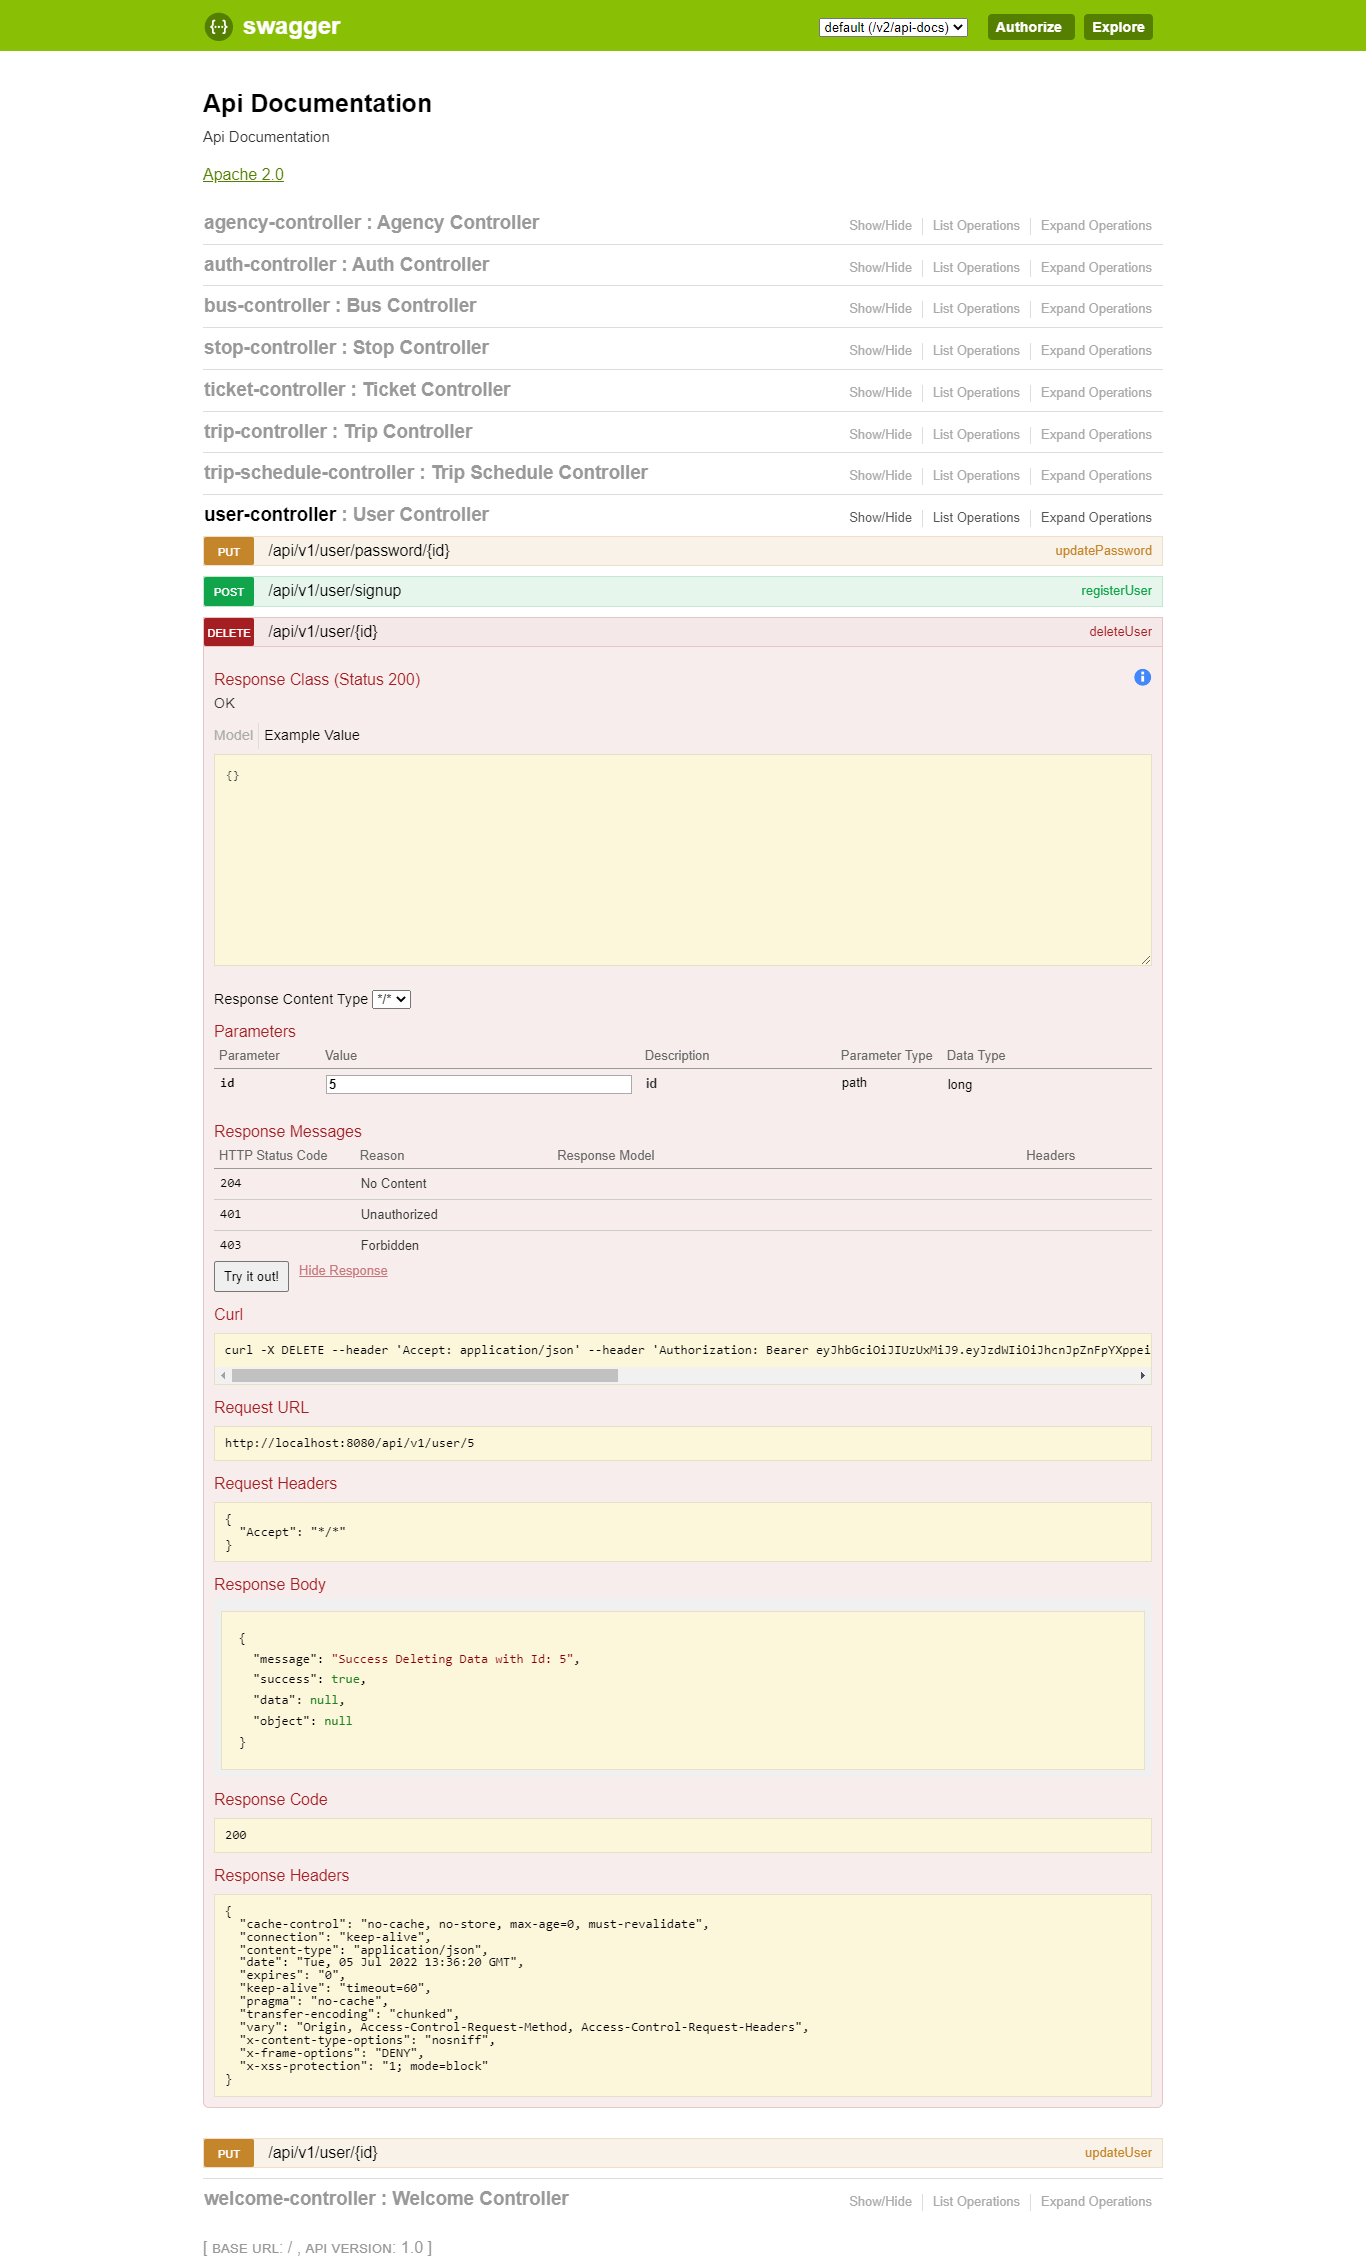 swagger
default (/v2/api-docs)
Authorize
Explore
Api Documentation
Api Documentation
Apache 2.0
agency-controller : Agency Controller Show/Hide List Operations Expand Operations
auth-controller : Auth Controller Show/Hide List Operations Expand Operations
bus-controller : Bus Controller Show/Hide List Operations Expand Operations
stop-controller : Stop Controller Show/Hide List Operations Expand Operations
ticket-controller : Ticket Controller Show/Hide List Operations Expand Operations
trip-controller : Trip Controller Show/Hide List Operations Expand Operations
trip-schedule-controller : Trip Schedule Controller Show/Hide List Operations Expand Operations
user-controller : User Controller Show/Hide List Operations Expand Operations
PUT /api/v1/user/password/{id} updatePassword
POST /api/v1/user/signup registerUser
DELETE /api/v1/user/{id} deleteUser
Response Class (Status 200)
OK
Model Example Value
{}
Response Content Type */*
Parameters
Parameter Value Description Parameter Type Data Type
id 5 id path long
Response Messages
HTTP Status Code Reason Response Model Headers
204 No Content
401 Unauthorized
403 Forbidden
Try it out! Hide Response
Curl
curl -X DELETE --header 'Accept: application/json' --header 'Authorization: Bearer eyJhbGciOiJIUzUxMiJ9.eyJzdWIiOiJhcnJpZnFpYXppei
Request URL
http://localhost:8080/api/v1/user/5
Request Headers
{
"Accept": "*/*"
}
Response Body
{
"message": "Success Deleting Data with Id: 5",
"success": true,
"data": null,
"object": null
}
Response Code
200
Response Headers
{
"cache-control": "no-cache, no-store, max-age=0, must-revalidate",
"connection": "keep-alive",
"content-type": "application/json",
"date": "Tue, 05 Jul 2022 13:36:20 GMT",
"expires": "0",
"keep-alive": "timeout=60",
"pragma": "no-cache",
"transfer-encoding": "chunked",
"vary": "Origin, Access-Control-Request-Method, Access-Control-Request-Headers",
"x-content-type-options": "nosniff",
"x-frame-options": "DENY",
"x-xss-protection": "1; mode=block"
}
PUT /api/v1/user/{id} updateUser
welcome-controller : Welcome Controller Show/Hide List Operations Expand Operations
[ BASE URL: / , API VERSION: 1.0 ]